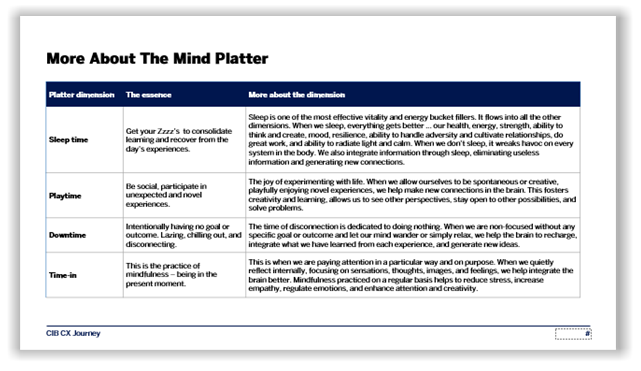 More About The Mind Platter
Platter dimension The essence More about the dimension
Sleep time
Get your Zzzz's to consolidate
learning and recover from the
day's experiences.
Sleep is one of the most effective vitality and energy bucket fillers. It flows into all the other
dimensions. When we sleep, everything gets better ... our health, energy, strength, ability to
think and create, mood, resilience, ability to handle adversity and cultivate relationships, do
great work, and ability to radiate light and calm. When we don't sleep, it wreaks havoc on every
system in the body. We also integrate information through sleep, eliminating useless
information and generating new connections.
Playtime
Be social, participate in
unexpected and novel
experiences.
The joy of experimenting with life. When we allow ourselves to be spontaneous or creative,
playfully enjoying novel experiences, we help make new connections in the brain. This fosters
creativity and learning, allows us to see other perspectives, stay open to other possibilities, and
solve problems.
Downtime
Intentionally having no goal or
outcome. Lazing, chilling out, and
disconnecting.
The time of disconnection is dedicated to doing nothing. When we are non-focused without any
specific goal or outcome and let our mind wander or simply relax, we help the brain to recharge,
integrate what we have learned from each experience, and generate new ideas.
Time-in
This is the practice of
mindfulness – being in the
present moment.
This is when we are paying attention in a particular way and on purpose. When we quietly
reflect internally, focusing on sensations, thoughts, images, and feelings, we help integrate the
brain better. Mindfulness practiced on a regular basis helps to reduce stress, increase
empathy, regulate emotions, and enhance attention and creativity.
CIB CX Journey
#